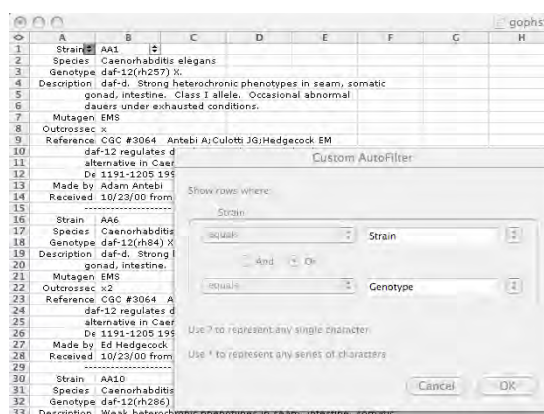 gophs
A B C D E F G H
1 Strain AA1
2 Species Caenorhabditis elegans
3 Genotype daf-12(rh257) X.
4 Description daf-d. Strong heterochronic phenotypes in seam, somatic
5 gonad, intestine. Class I allele. Occasional abnormal
6 dauers under exhausted conditions.
7 Mutagen EMS
8 Outcrossec x
9 Reference CGC #3064 Antebi A;Culotti JG;Hedgecock EM
10 daf-12 regulates d
11 alternative in Caer
12 De 1191-1205 199
13 Made by Adam Antebi
14 Received 10/23/00 from
15 --------------------
16 Strain AA6
17 Species Caenorhabditis
18 Genotype daf-12(rh84) X
19 Description daf-d. Strong
20 gonad, intestine.
21 Mutagen EMS
22 Outcrossec x2
23 Reference CGC #3064 A
24 daf-12 regulates d
25 alternative in Caer
26 De 1191-1205 199
27 Made by Ed Hedgecock
28 Received 10/23/00 from
29 --------------------
30 Strain AA10
31 Species Caenorhabditis
32 Genotype daf-12(rh286)
33 Description Weak heterochronic phenotypes in seam, intestine, somatic
Custom AutoFilter
Show rows where:
Strain
equals Strain
And Or
equals Genotype
Use ? to represent any single character
Use * to represent any series of characters
Cancel OK